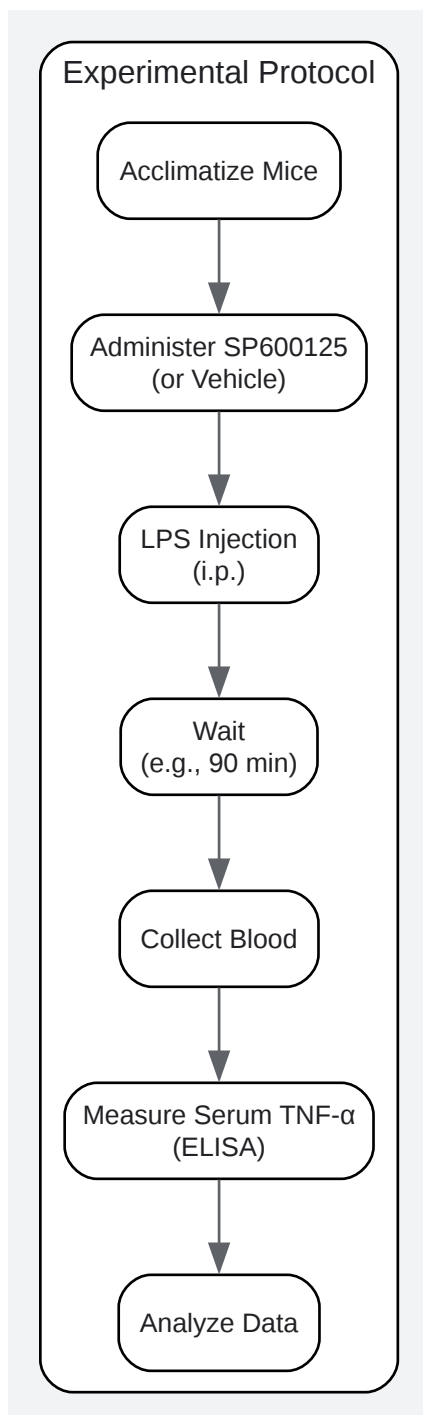 Experimental Protocol
Acclimatize Mice
Administer SP600125
(or Vehicle)
LPS Injection
(i.p.)
Wait
(e.g., 90 min)
Collect Blood
Measure Serum TNF-α
(ELISA)
Analyze Data